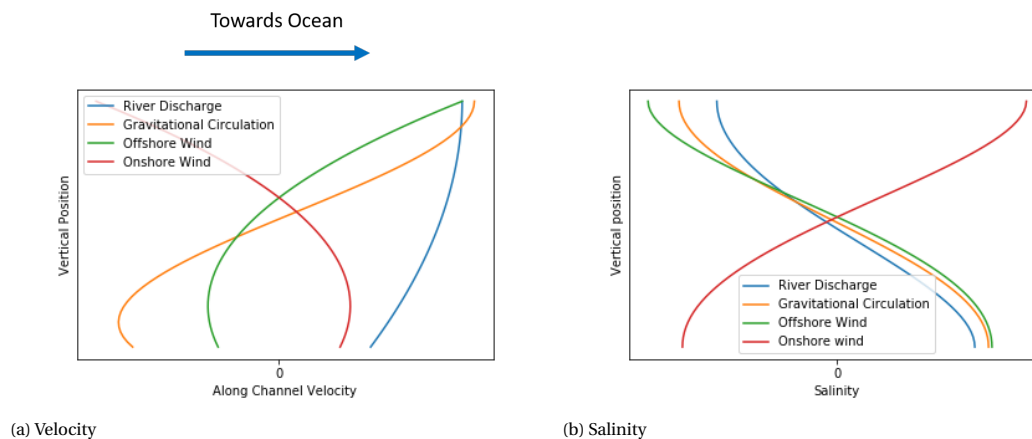 Towards Ocean
River Discharge
Gravitational Circulation
Offshore Wind
Onshore Wind
Vertical Position
0
Along Channel Velocity
(a) Velocity
Vertical position
River Discharge
Gravitational Circulation
Offshore Wind
Onshore wind
0
Salinity
(b) Salinity